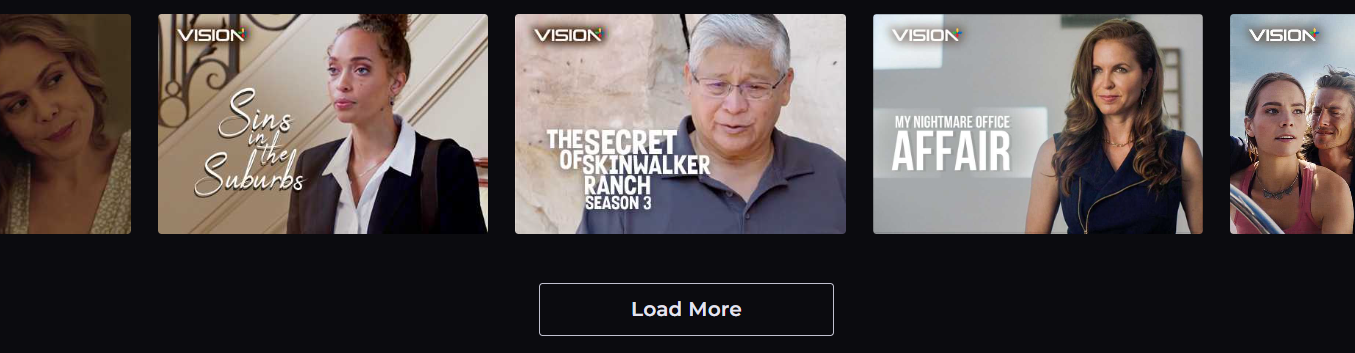 VISION
Sins
in
the
Suburbs
VISION
THE SECRET
OF SKINWALKER
RANCH
SEASON 3
VISION
MY NIGHTMARE OFFICE
AFFAIR
VISION
Load More